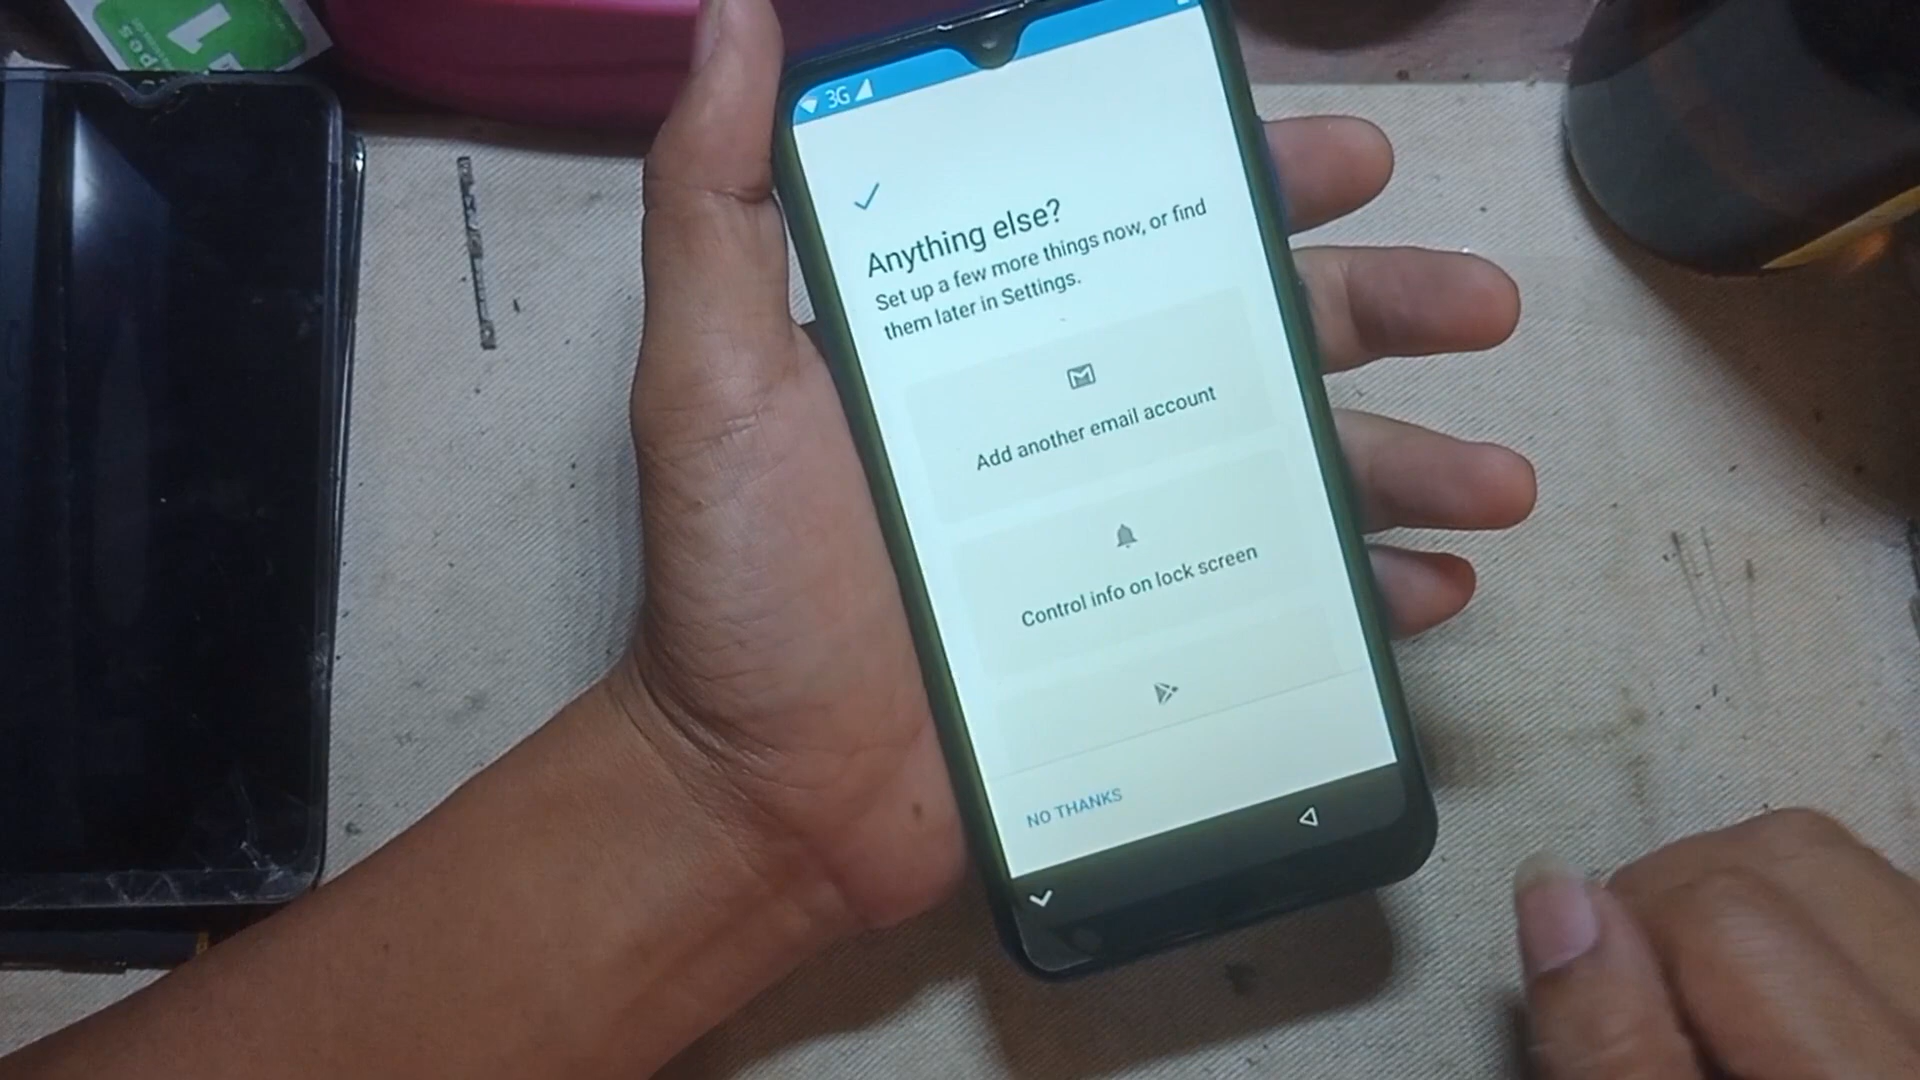 3G
Anything else?
Set up a few more things now, or find
them later in Settings.
Add another email account
Control info on lock screen
NO THANKS
1